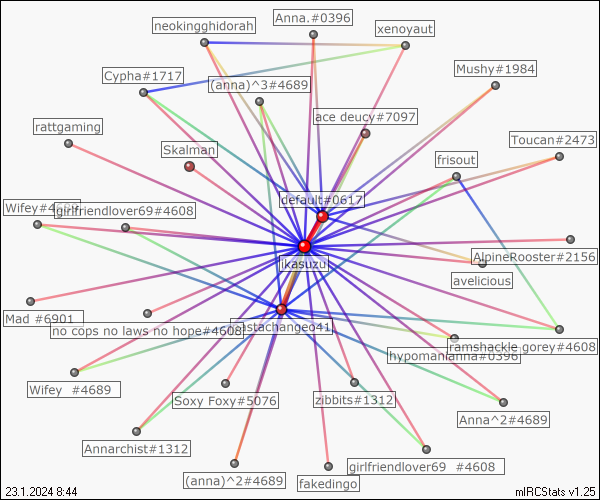 Anna.#0396
neokingghidorah
xenoyaut
Mushy#1984
Cypha#1717
(anna)^3#4689
ace deucy#7097
rattgaming
Toucan#2473
Skalman
frisout
default#0617
Wifey#4689
girlfriendlover69#4608
AlpineRooster#2156
ikasuzu
avelicious
Mad #6901
no cops no laws no hope#4608
ramshackle gorey#4608
hypomanianna#0396
Wifey #4689
Soxy Foxy#5076
zibbits#1312
Anna^2#4689
Annarchist#1312
girlfriendlover69 #4608
(anna)^2#4689
fakedingo
23.1.2024 8:44
mIRCStats v1.25